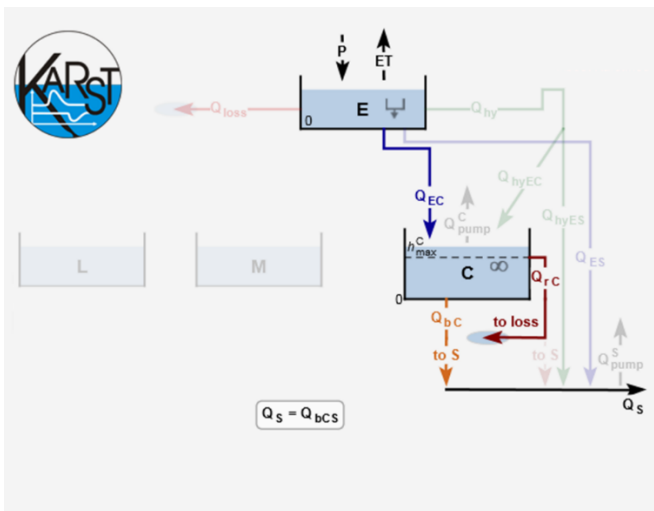 KARST
P
ET
E
0
Qloss
Qhy
QEC
QhyEC
QhyES
QES
QCpump
L
M
hCmax
C
∞
0
QrC
QbC
to loss
to S
to S
QSpump
QS
QS = QbCS